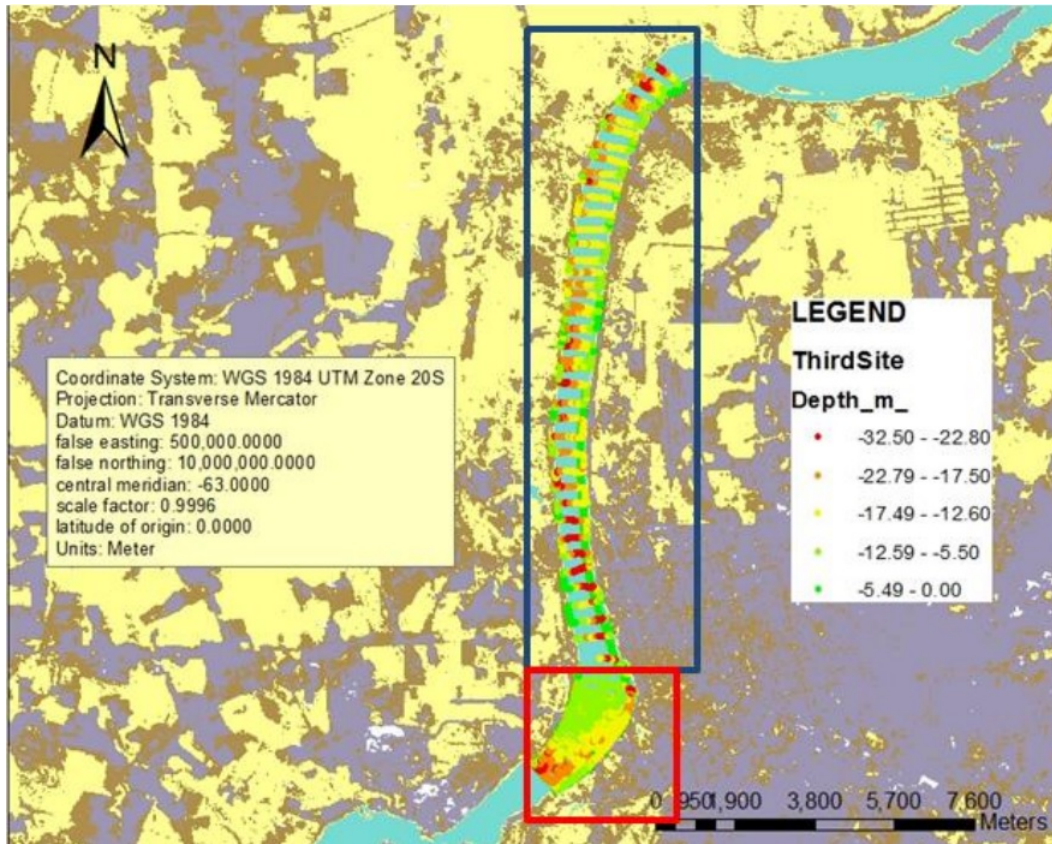 N
LEGEND
ThirdSite
Depth_m_
-32.50 - -22.80
-22.79 - -17.50
-17.49 - -12.60
-12.59 - -5.50
-5.49 - 0.00
Coordinate System: WGS 1984 UTM Zone 20S
Projection: Transverse Mercator
Datum: WGS 1984
false easting: 500,000.0000
false northing: 10,000,000.0000
central meridian: -63.0000
scale factor: 0.9996
latitude of origin: 0.0000
Units: Meter
0 950 1,900 3,800 5,700 7,600
Meters